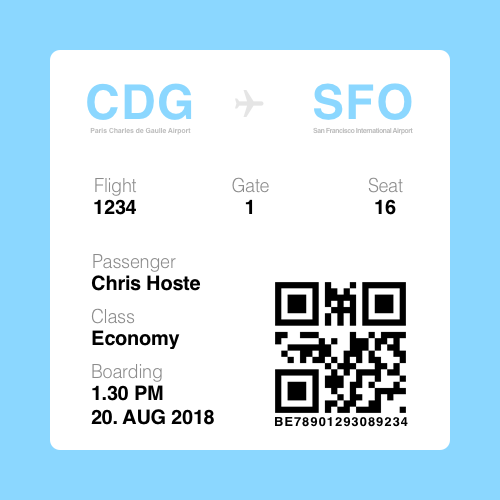 CDG SFO
Paris Charles de Gaulle Airport San Francisco International Airport
Flight Gate Seat
1234 1 16
Passenger
Chris Hoste
Class
Economy
Boarding
1.30 PM
20. AUG 2018
BE78901293089234